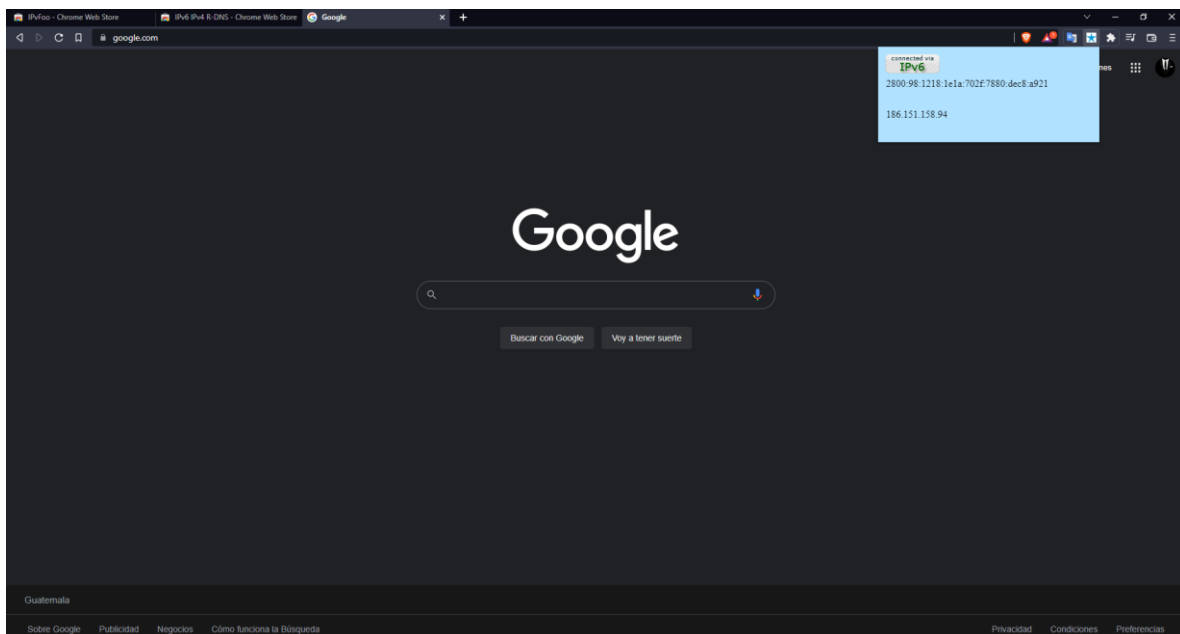 IPvFoo - Chrome Web Store
IPv6 IPv4 R-DNS - Chrome Web Store
Google
google.com
connected via
IPv6
2800:98:1218:1e1a:702f:7880:dec8:a921
186.151.158.94
Google
Buscar con Google
Voy a tener suerte
Guatemala
Sobre Google Publicidad Negocios Cómo funciona la Búsqueda
Privacidad Condiciones Preferencias